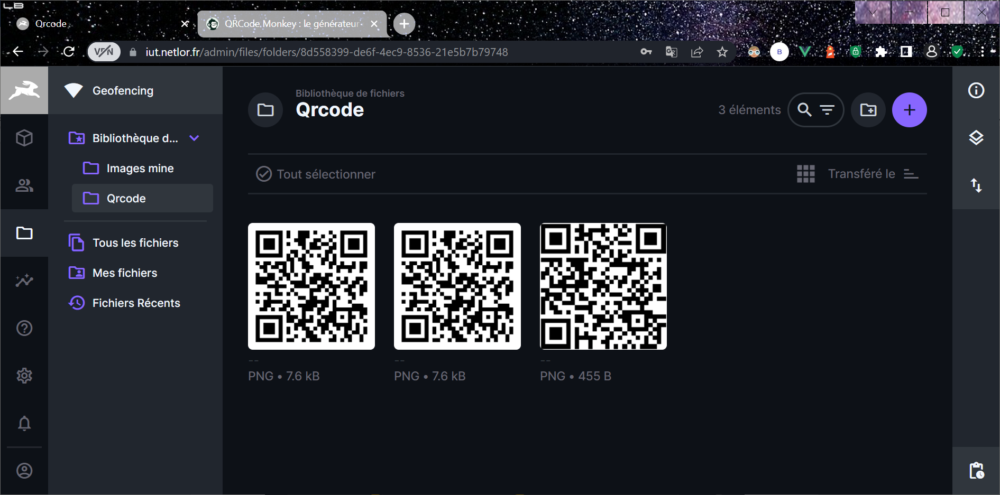 Qrcode
QRCode Monkey : le générateur
VPN
iut.netlor.fr/admin/files/folders/8d558399-de6f-4ec9-8536-21e5b7b79748
B
Geofencing
Bibliothèque d...
Images mine
Qrcode
Tous les fichiers
Mes fichiers
Fichiers Récents
Bibliothèque de fichiers
Qrcode
3 éléments
Tout sélectionner
Transféré le
--
PNG • 7.6 kB
--
PNG • 7.6 kB
--
PNG • 455 B